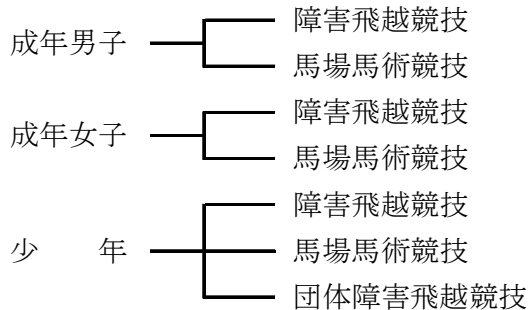 成年男子
障害飛越競技
馬場馬術競技
成年女子
障害飛越競技
馬場馬術競技
少　　年
障害飛越競技
馬場馬術競技
団体障害飛越競技